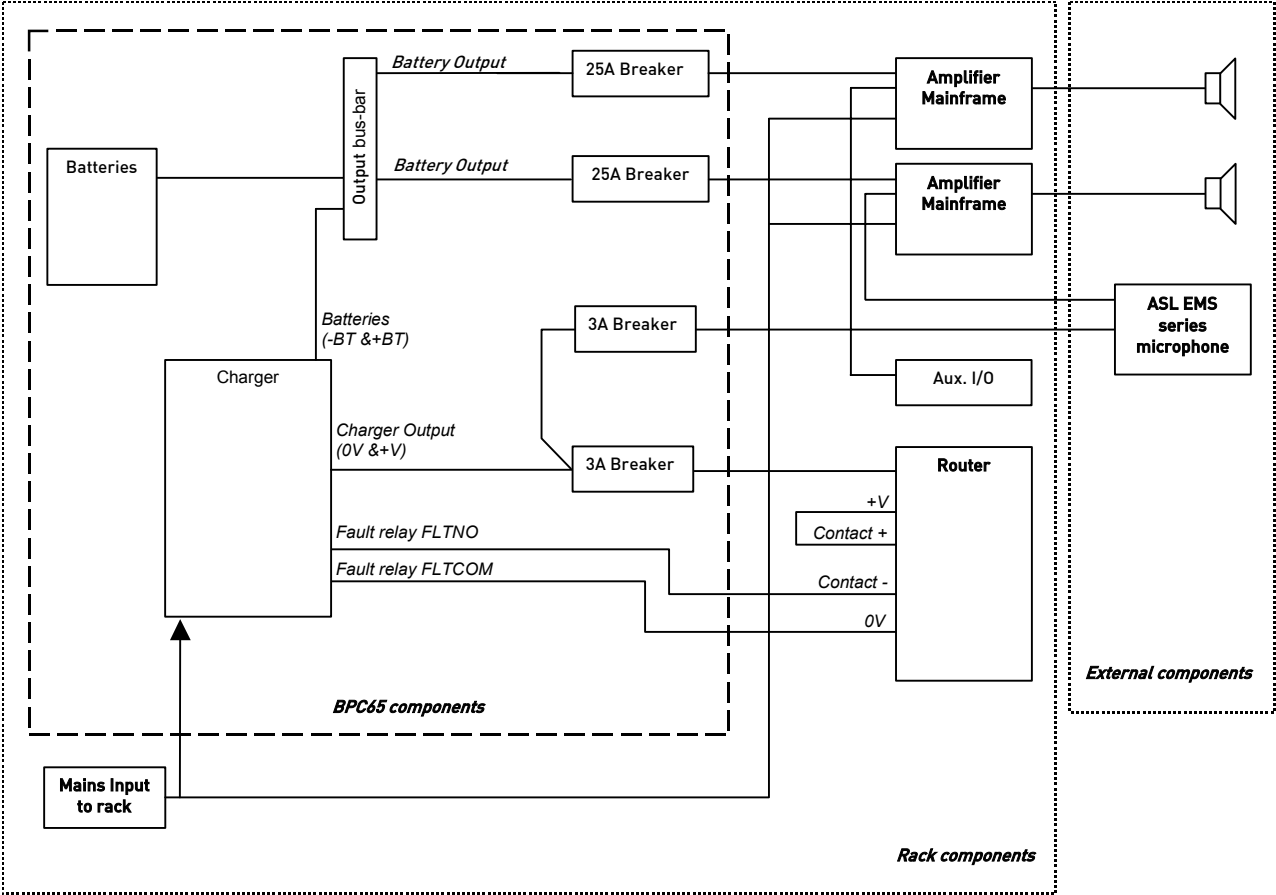 Battery Output
25A Breaker
Amplifier
Mainframe
Output bus-bar
Batteries
Battery Output
25A Breaker
Amplifier
Mainframe
Batteries
(-BT &+BT)
3A Breaker
ASL EMS
series
microphone
Charger
Aux. I/O
Charger Output
(0V &+V)
3A Breaker
Router
+V
Contact +
Fault relay FLTNO
Fault relay FLTCOM
Contact -
0V
External components
BPC65 components
Mains Input
to rack
Rack components